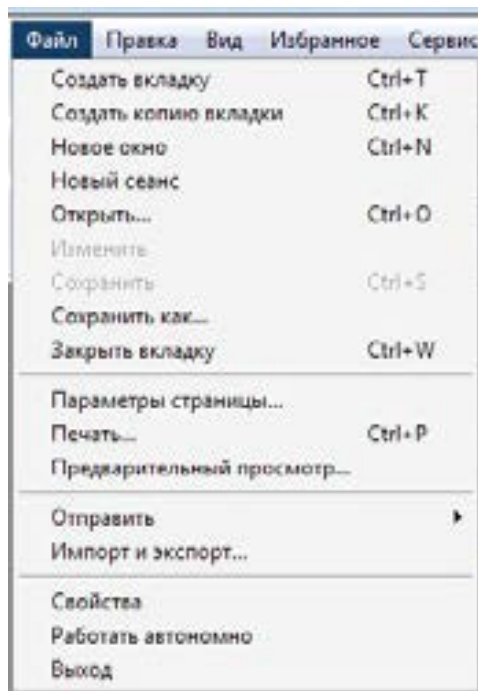 Файл Правка Вид Избранное Сервис
Создать вкладку Ctrl+T
Создать копию вкладки Ctrl+K
Новое окно Ctrl+N
Новый сеанс
Открыть... Ctrl+O
Изменить
Сохранить Ctrl+S
Сохранить как...
Закрыть вкладку Ctrl+W
Параметры страницы...
Печать... Ctrl+P
Предварительный просмотр...
Отправить
Импорт и экспорт...
Свойства
Работать автономно
Выход